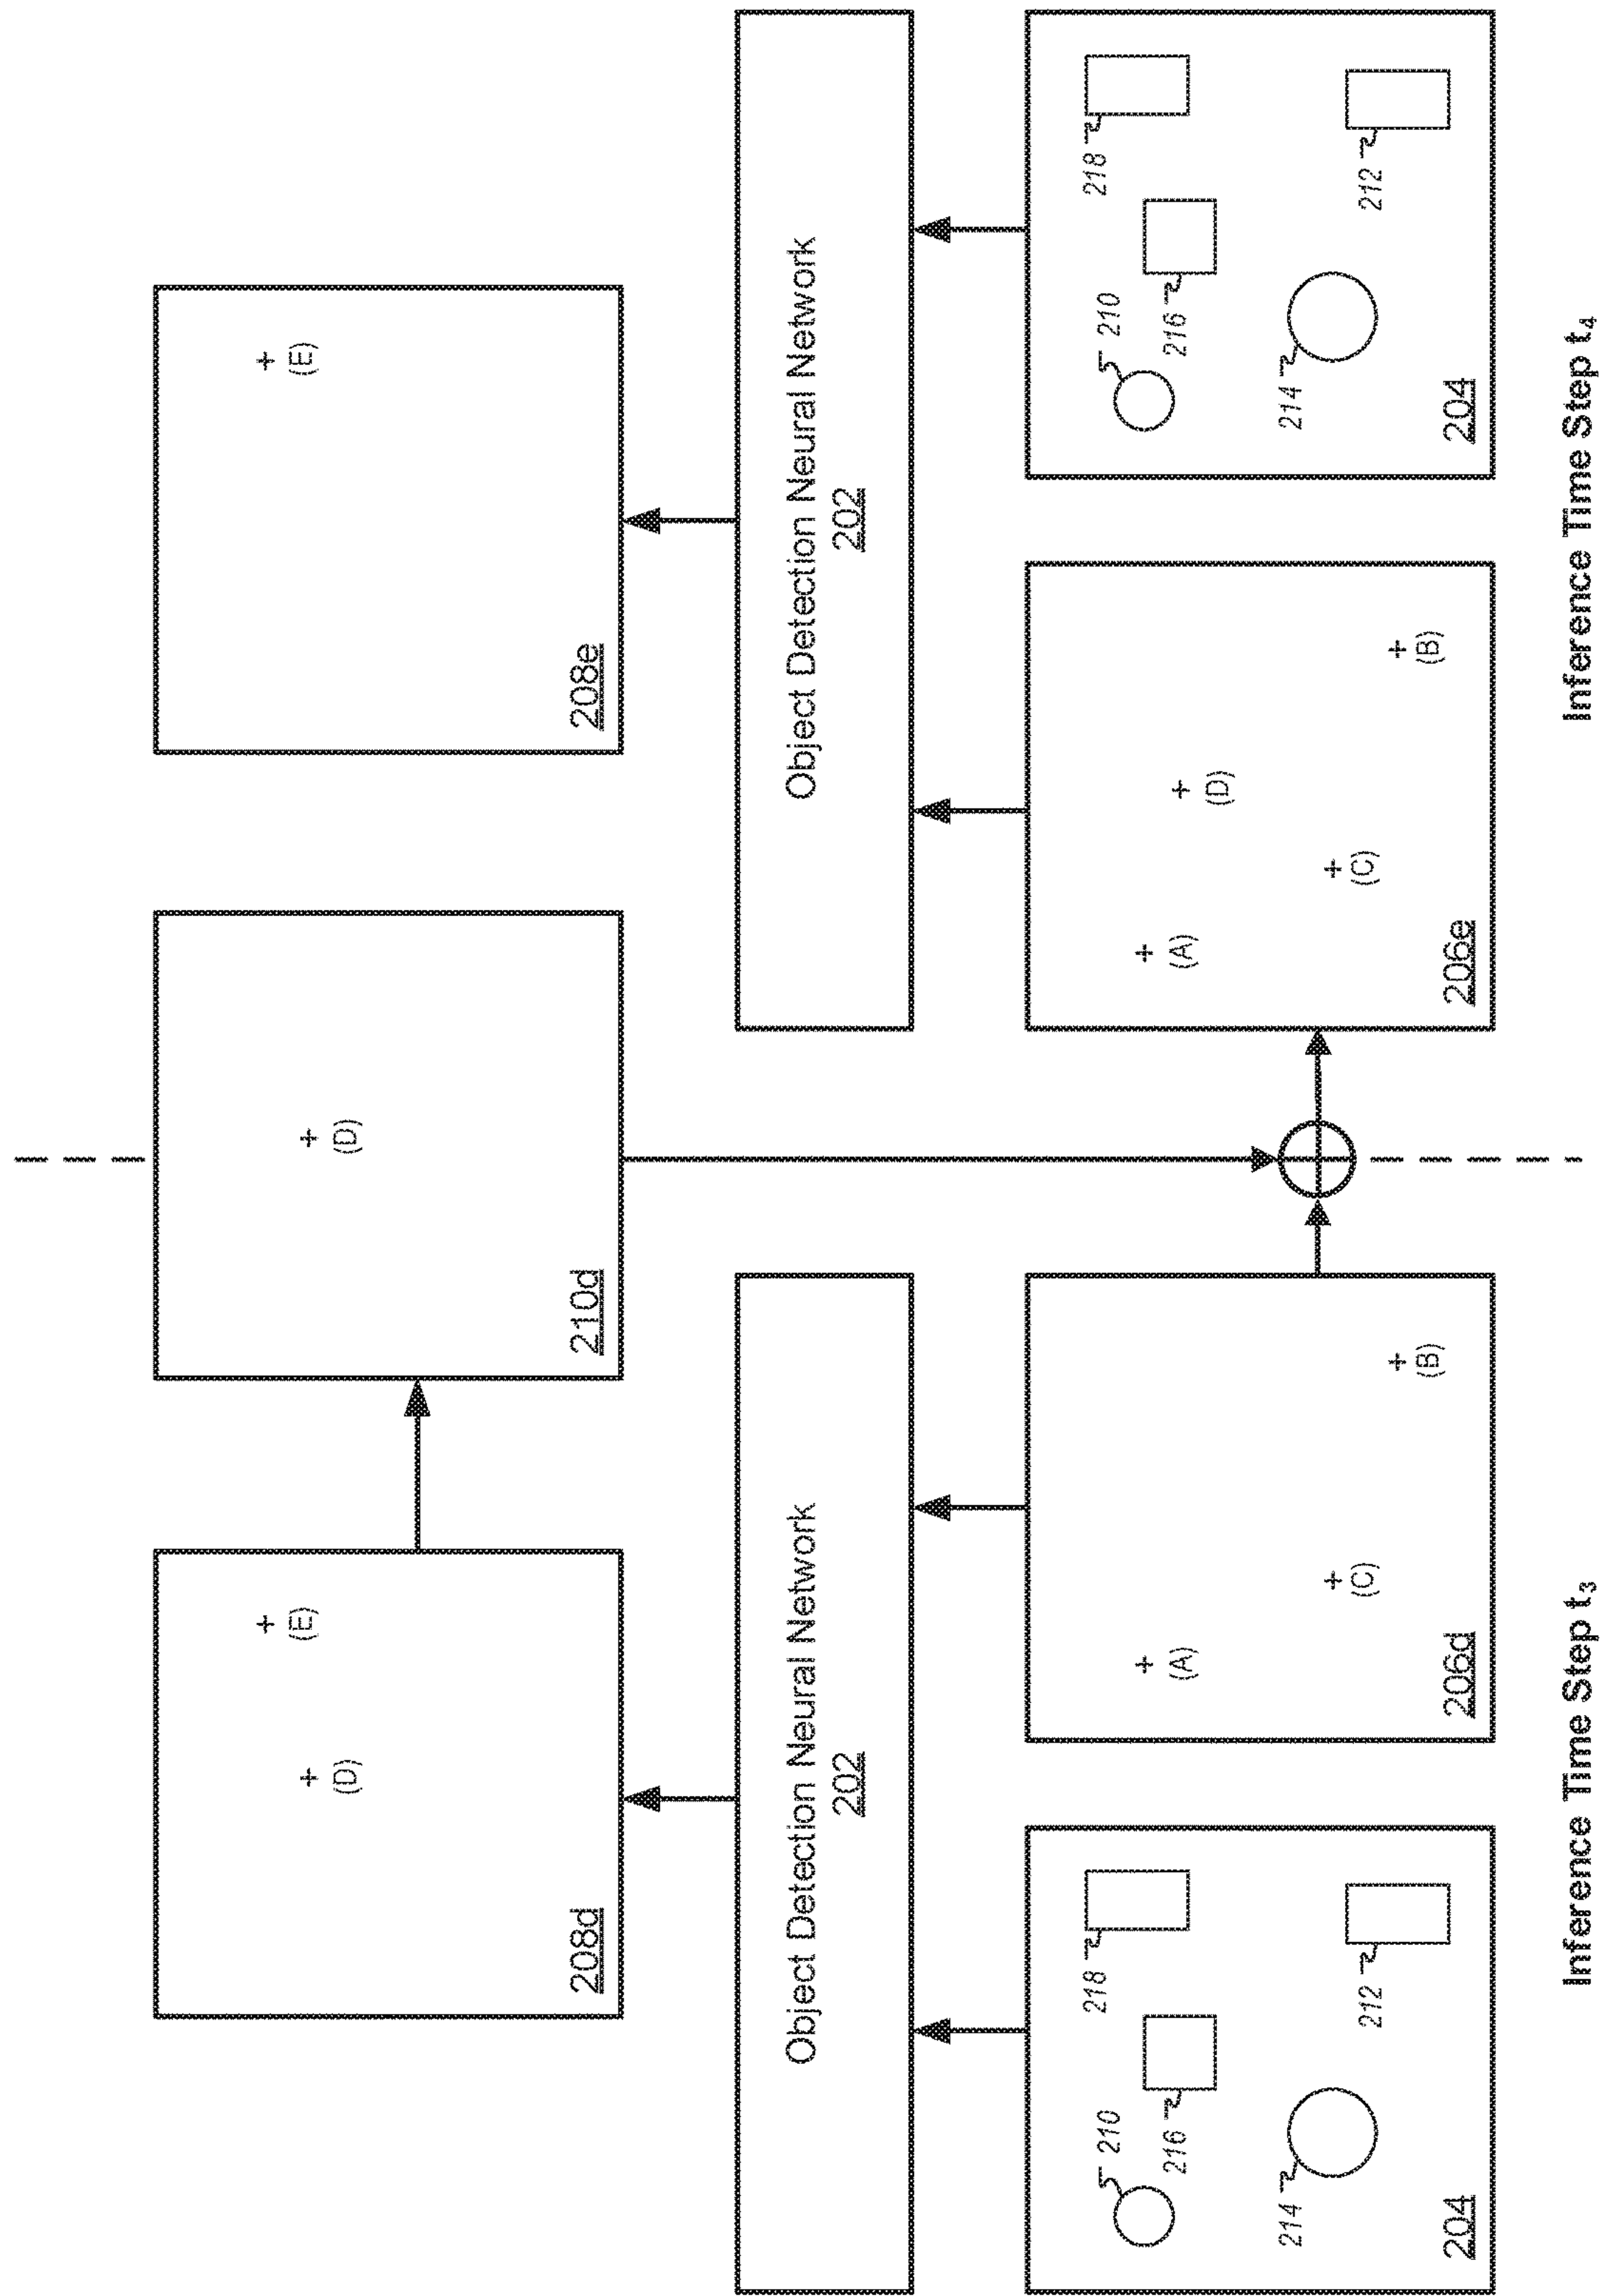 +
(D)
+
(E)
208d
+
(D)
210d
+
(E)
208e
Object Detection Neural Network
202
Object Detection Neural Network
202
210
218
216
214
212
204
+
(A)
+
(C)
+
(B)
206d
+
(A)
+
(D)
+
(C)
+
(B)
206e
210
218
216
214
212
204
Inference Time Step t₃
Inference Time Step t₄